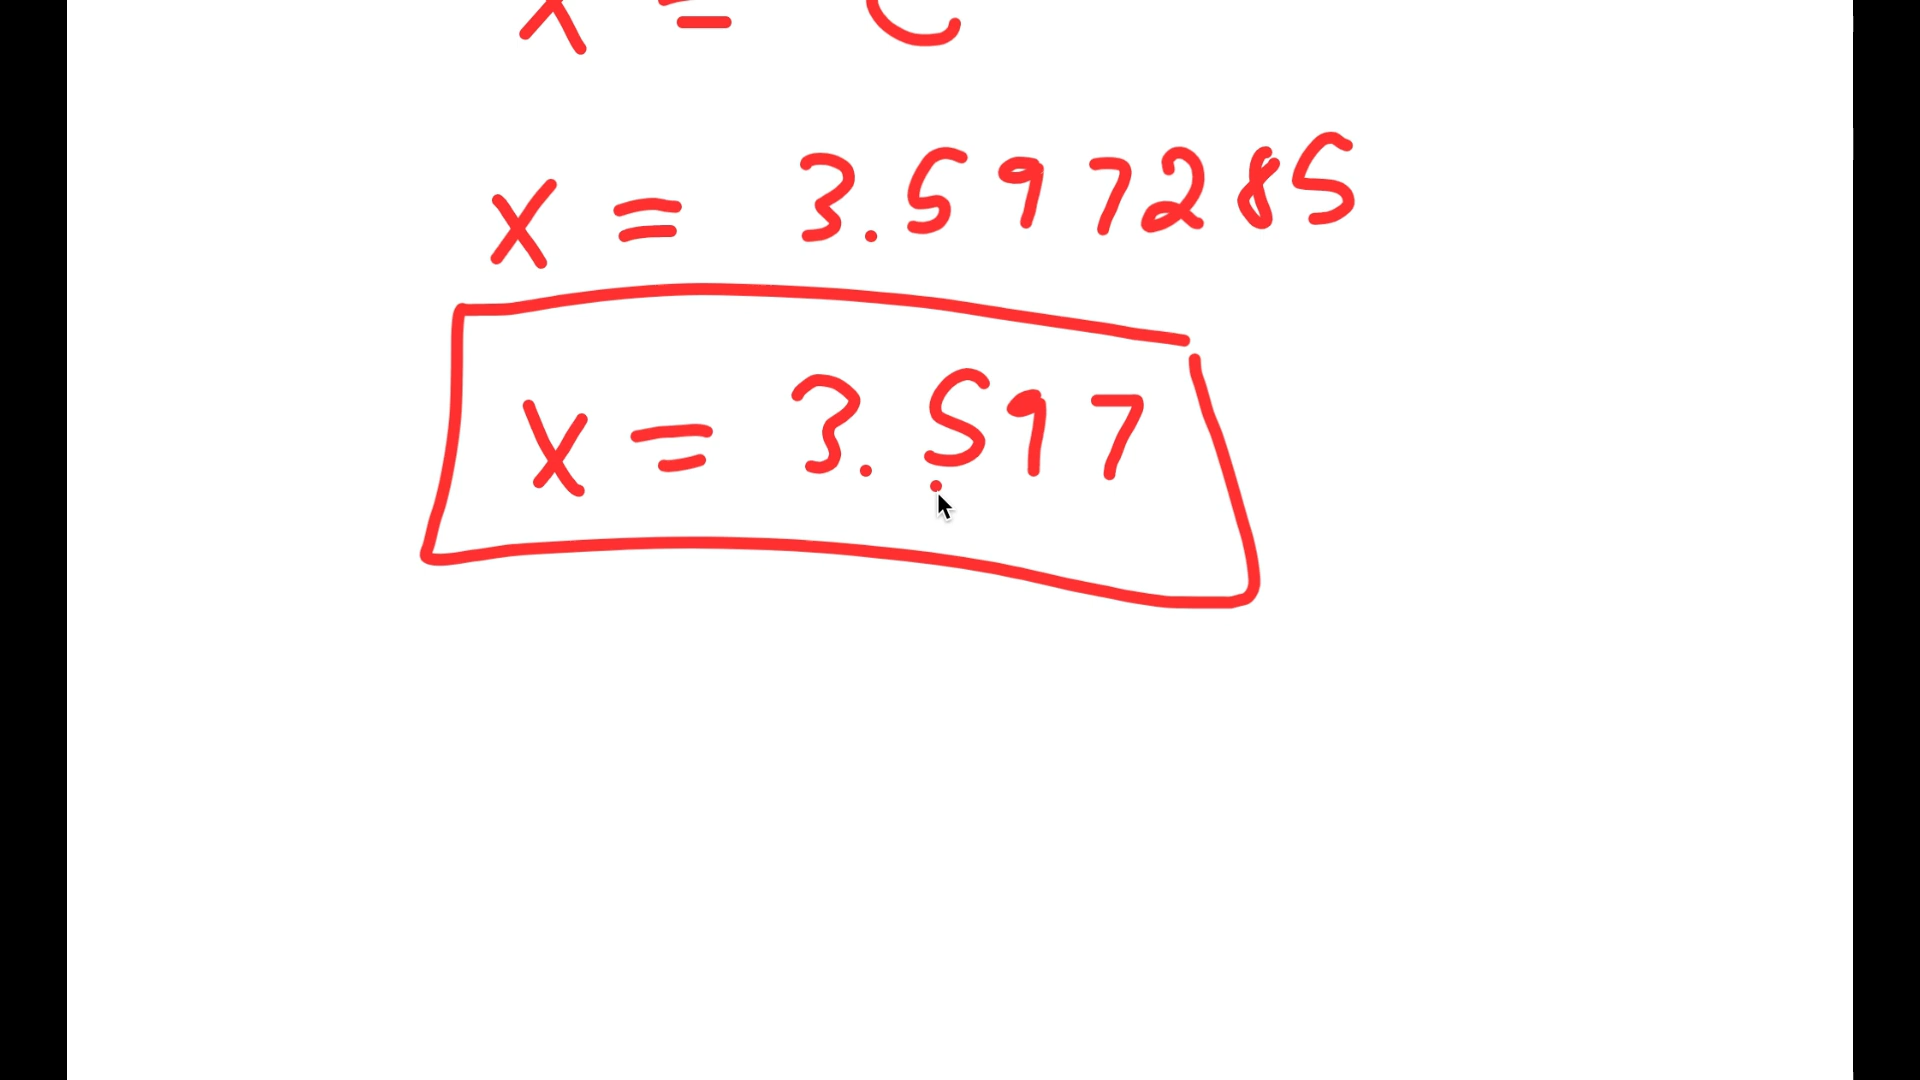 x =
x = 3.597285
x = 3.597